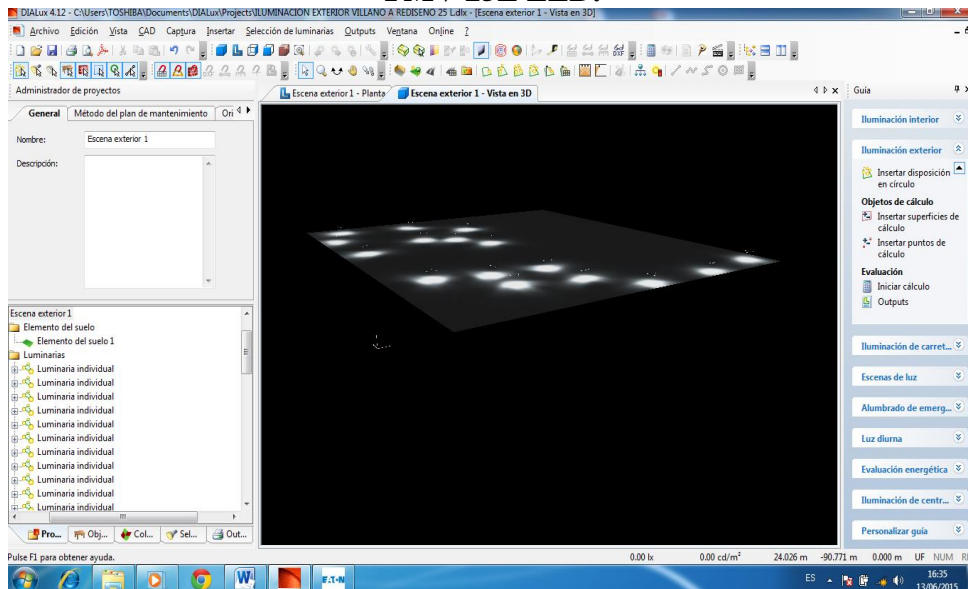 DIALux 4.12 - C:\Users\TOSHIBA\Documents\DIALux\Projects\ILUMINACION EXTERIOR VILLANO A REDISEÑO 25 L.dlx - [Escena exterior 1 - Vista en 3D]
Archivo Edición Vista CAD Captura Insertar Selección de luminarias Outputs Ventana Online ?
Administrador de proyectos
Escena exterior 1 - Planta
Escena exterior 1 - Vista en 3D
Guía
General
Método del plan de mantenimiento
Ori
Nombre:
Escena exterior 1
Descripción:
Escena exterior 1
Elemento del suelo
Elemento del suelo 1
Luminarias
Luminaria individual
Luminaria individual
Luminaria individual
Luminaria individual
Luminaria individual
Luminaria individual
Luminaria individual
Luminaria individual
Luminaria individual
Luminaria individual
Luminaria individual
Pro...
Obj...
Col...
Sel...
Out...
Iluminación interior
Iluminación exterior
Insertar disposición
en círculo
Objetos de cálculo
Insertar superficies de
cálculo
Insertar puntos de
cálculo
Evaluación
Iniciar cálculo
Outputs
Iluminación de carret...
Escenas de luz
Alumbrado de emerg...
Luz diurna
Evaluación energética
Iluminación de centr...
Personalizar guía
Pulse F1 para obtener ayuda.
0.00 lx
0.00 cd/m²
24.026 m
-90.771 m
0.000 m
UF
NUM
E·T·N
ES
16:35
13/06/2015